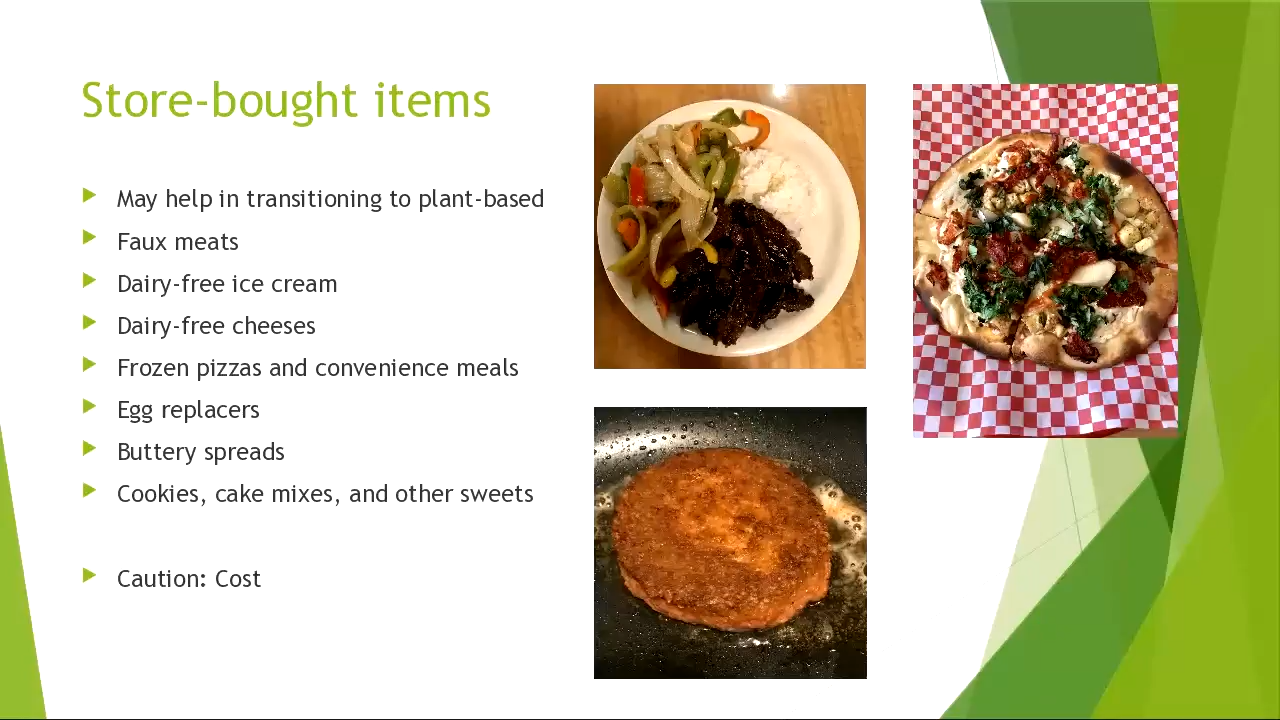 Store-bought items
May help in transitioning to plant-based
Faux meats
Dairy-free ice cream
Dairy-free cheeses
Frozen pizzas and convenience meals
Egg replacers
Buttery spreads
Cookies, cake mixes, and other sweets
Caution: Cost